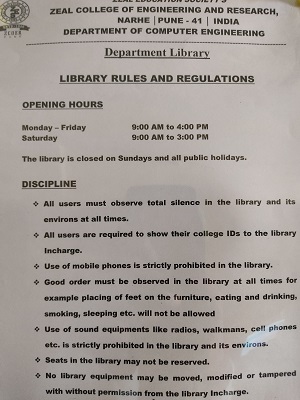 ZEAL EDUCATION SOCIETY'S
ZEAL COLLEGE OF ENGINEERING AND RESEARCH,
NARHE | PUNE - 41 | INDIA
DEPARTMENT OF COMPUTER ENGINEERING
Department Library
LIBRARY RULES AND REGULATIONS
OPENING HOURS
Monday – Friday 9:00 AM to 4:00 PM
Saturday 9:00 AM to 3:00 PM
The library is closed on Sundays and all public holidays.
DISCIPLINE
❖ All users must observe total silence in the library and its
environs at all times.
❖ All users are required to show their college IDs to the library
Incharge.
❖ Use of mobile phones is strictly prohibited in the library.
❖ Good order must be observed in the library at all times for
example placing of feet on the furniture, eating and drinking,
smoking, sleeping etc. will not be allowed
❖ Use of sound equipments like radios, walkmans, cell phones
etc. is strictly prohibited in the library and its environs.
❖ Seats in the library may not be reserved.
❖ No library equipment may be moved, modified or tampered
with without permission from the library Incharge.